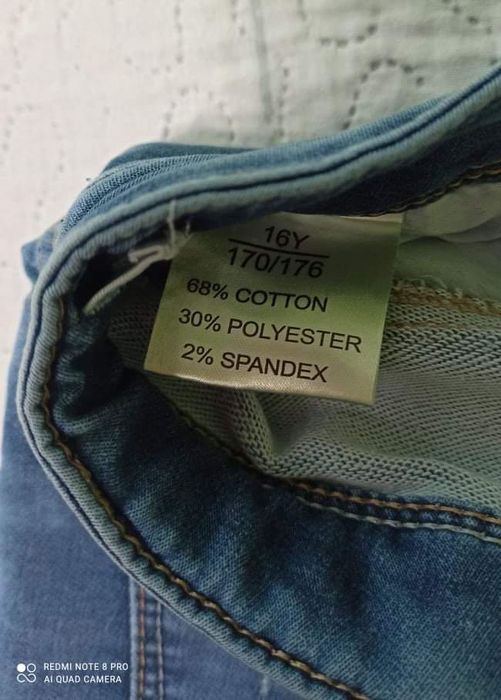 16Y
170/176
68% COTTON
30% POLYESTER
2% SPANDEX
REDMI NOTE 8 PRO
AI QUAD CAMERA